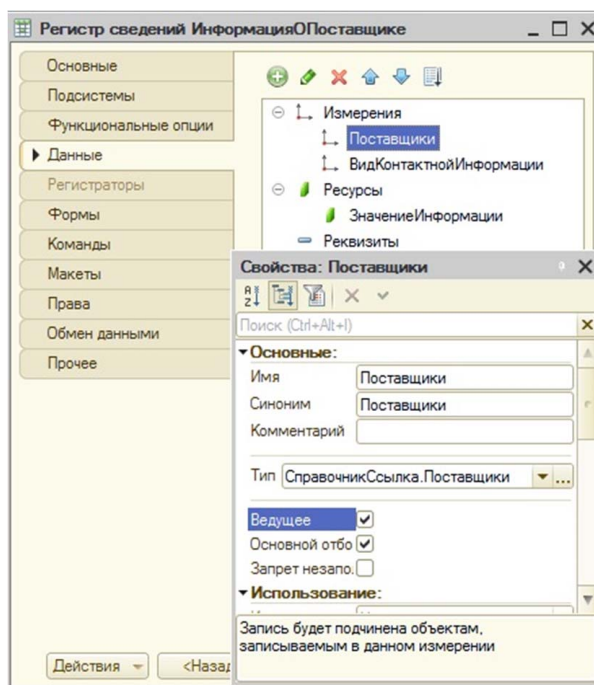 Регистр сведений ИнформацияОПоставщике
Основные
Подсистемы
Функциональные опции
Данные
Регистраторы
Формы
Команды
Макеты
Права
Обмен данными
Прочее
Измерения
Поставщики
ВидКонтактнойИнформации
Ресурсы
ЗначениеИнформации
Реквизиты
Свойства: Поставщики
Поиск (Ctrl+Alt+I)
Основные:
Имя Поставщики
Синоним Поставщики
Комментарий
Тип СправочникСсылка.Поставщики ...
Ведущее
Основной отбо
Запрет незапо.
Использование:
Запись будет подчинена объектам,
записываемым в данном измерении
Действия <Назад